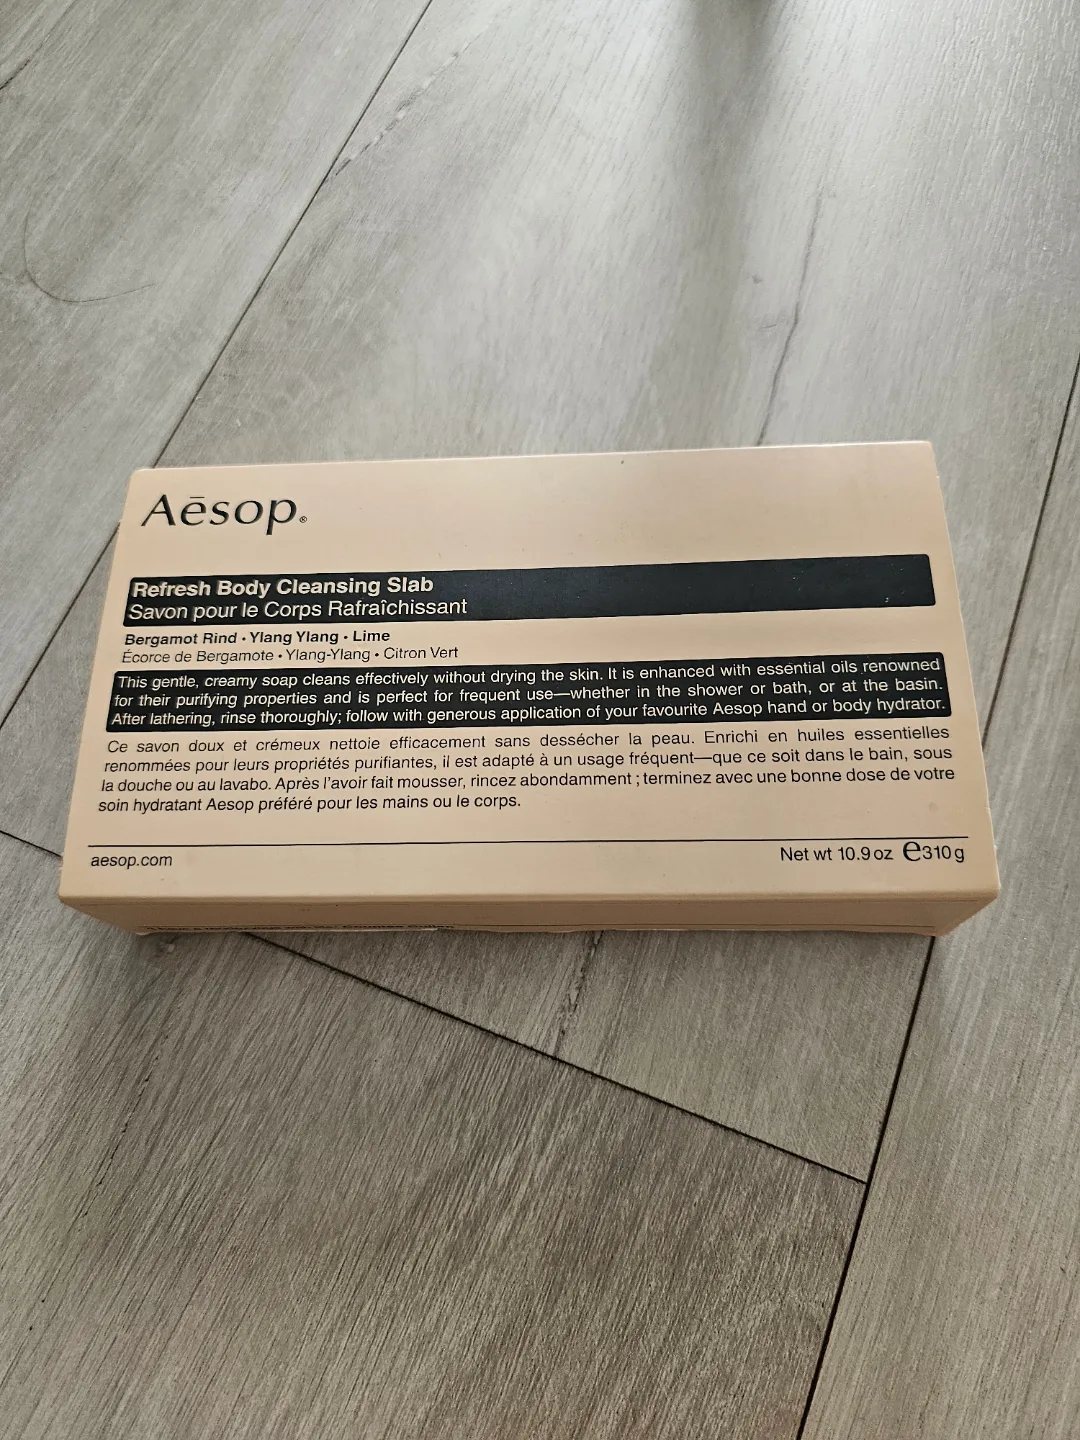 Aēsop®
Refresh Body Cleansing Slab
Savon pour le Corps Rafraîchissant
Bergamot Rind • Ylang Ylang • Lime
Écorce de Bergamote • Ylang-Ylang • Citron Vert
This gentle, creamy soap cleans effectively without drying the skin. It is enhanced with essential oils renowned
for their purifying properties and is perfect for frequent use—whether in the shower or bath, or at the basin.
After lathering, rinse thoroughly; follow with generous application of your favourite Aesop hand or body hydrator.
Ce savon doux et crémeux nettoie efficacement sans dessécher la peau. Enrichi en huiles essentielles
renommées pour leurs propriétés purifiantes, il est adapté à un usage fréquent—que ce soit dans le bain, sous
la douche ou au lavabo. Après l'avoir fait mousser, rincez abondamment ; terminez avec une bonne dose de votre
soin hydratant Aesop préféré pour les mains ou le corps.
aesop.com
Net wt 10.9 oz ℮310 g